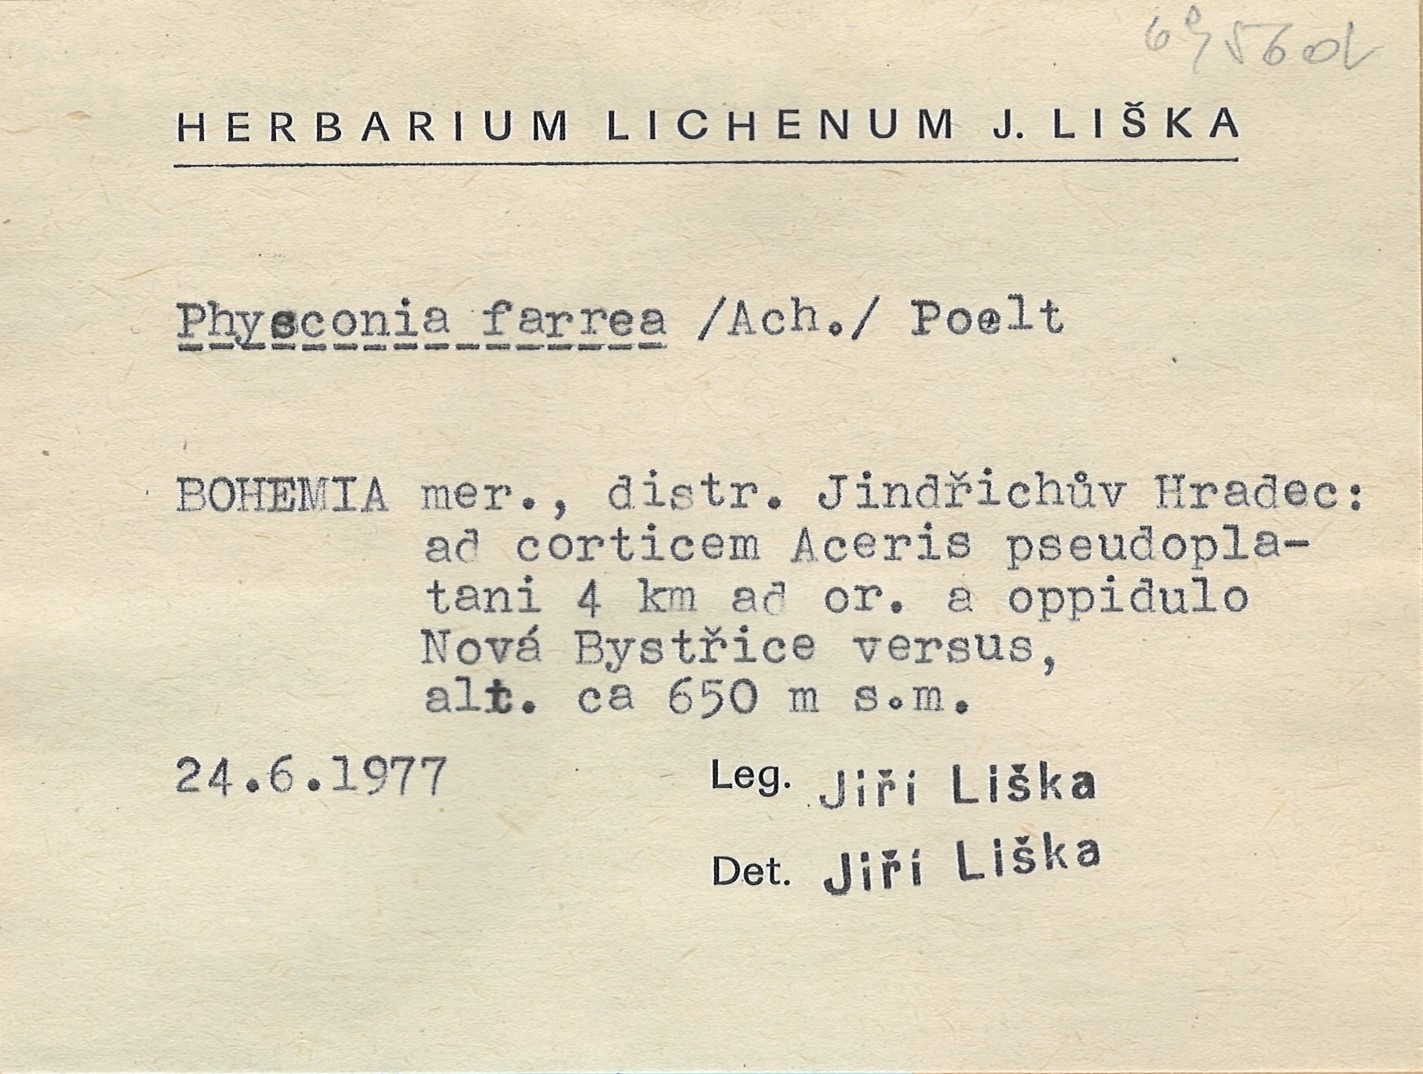 HERBARIUM LICHENUM J. LIŠKA
Physconia farrea /Ach./ Poelt
BOHEMIA mer., distr. Jindřichův Hradec:
ad corticem Aceris pseudopla-
tani 4 km ad or. a oppidulo
Nová Bystřice versus,
alt. ca 650 m s.m.
24.6.1977 Leg. Jiří Liška
Det. Jiří Liška